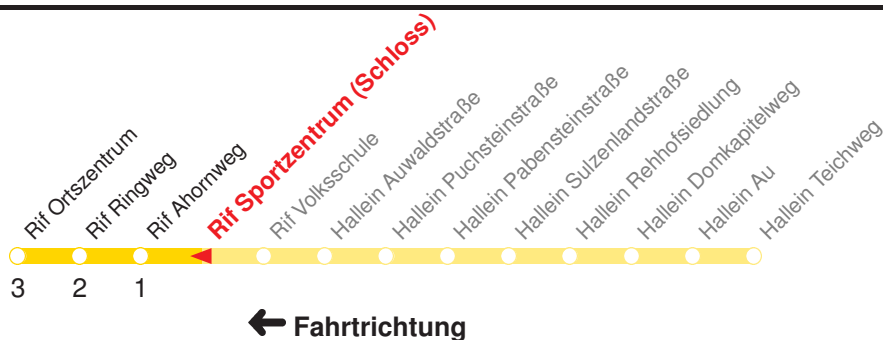 Rif Ortszentrum
Rif Ringweg
Rif Ahornweg
Rif Sportzentrum (Schloss)
Rif Volksschule
Hallein Auwaldstraße
Hallein Puchsteinstraße
Hallein Pabensteinstraße
Hallein Sulzenlandstraße
Hallein Rehhofsiedlung
Hallein Domkapitelweg
Hallein Au
Hallein Teichweg
3 2 1
Fahrtrichtung